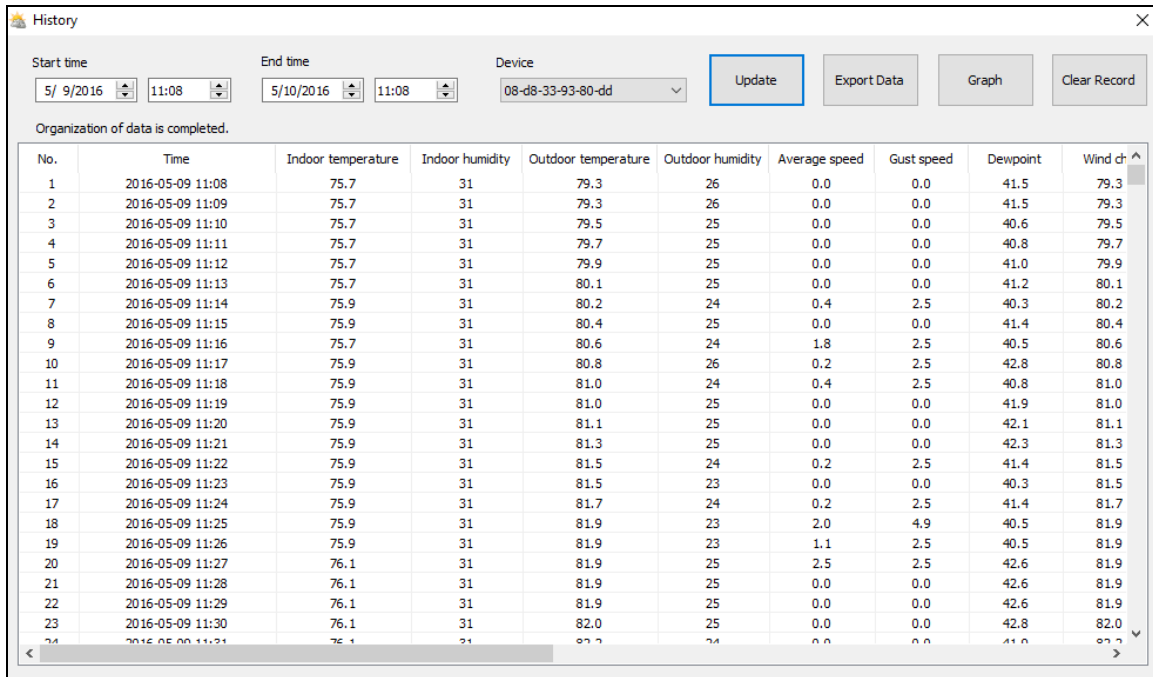 History
Start time End time Device
5/ 9/2016 11:08 5/10/2016 11:08 08-d8-33-93-80-dd Update Export Data Graph Clear Record
Organization of data is completed.
No. Time Indoor temperature Indoor humidity Outdoor temperature Outdoor humidity Average speed Gust speed Dewpoint Wind ch
1 2016-05-09 11:08 75.7 31 79.3 26 0.0 0.0 41.5 79.3
2 2016-05-09 11:09 75.7 31 79.3 26 0.0 0.0 41.5 79.3
3 2016-05-09 11:10 75.7 31 79.5 25 0.0 0.0 40.6 79.5
4 2016-05-09 11:11 75.7 31 79.7 25 0.0 0.0 40.8 79.7
5 2016-05-09 11:12 75.7 31 79.9 25 0.0 0.0 41.0 79.9
6 2016-05-09 11:13 75.7 31 80.1 25 0.0 0.0 41.2 80.1
7 2016-05-09 11:14 75.9 31 80.2 24 0.4 2.5 40.3 80.2
8 2016-05-09 11:15 75.9 31 80.4 25 0.0 0.0 41.4 80.4
9 2016-05-09 11:16 75.9 31 80.6 24 1.8 2.5 40.5 80.6
10 2016-05-09 11:17 75.9 31 80.8 26 0.2 2.5 42.8 80.8
11 2016-05-09 11:18 75.9 31 81.0 24 0.4 2.5 40.8 81.0
12 2016-05-09 11:19 75.9 31 81.0 25 0.0 0.0 41.9 81.0
13 2016-05-09 11:20 75.9 31 81.1 25 0.0 0.0 42.1 81.1
14 2016-05-09 11:21 75.9 31 81.3 25 0.0 0.0 42.3 81.3
15 2016-05-09 11:22 75.9 31 81.5 24 0.2 2.5 41.4 81.5
16 2016-05-09 11:23 75.9 31 81.5 23 0.0 0.0 40.3 81.5
17 2016-05-09 11:24 75.9 31 81.7 24 0.2 2.5 41.4 81.7
18 2016-05-09 11:25 75.9 31 81.9 23 2.0 4.9 40.5 81.9
19 2016-05-09 11:26 75.9 31 81.9 23 1.1 2.5 40.5 81.9
20 2016-05-09 11:27 76.1 31 81.9 25 2.5 2.5 42.6 81.9
21 2016-05-09 11:28 76.1 31 81.9 25 0.0 0.0 42.6 81.9
22 2016-05-09 11:29 76.1 31 81.9 25 0.0 0.0 42.6 81.9
23 2016-05-09 11:30 76.1 31 82.0 25 0.0 0.0 42.8 82.0